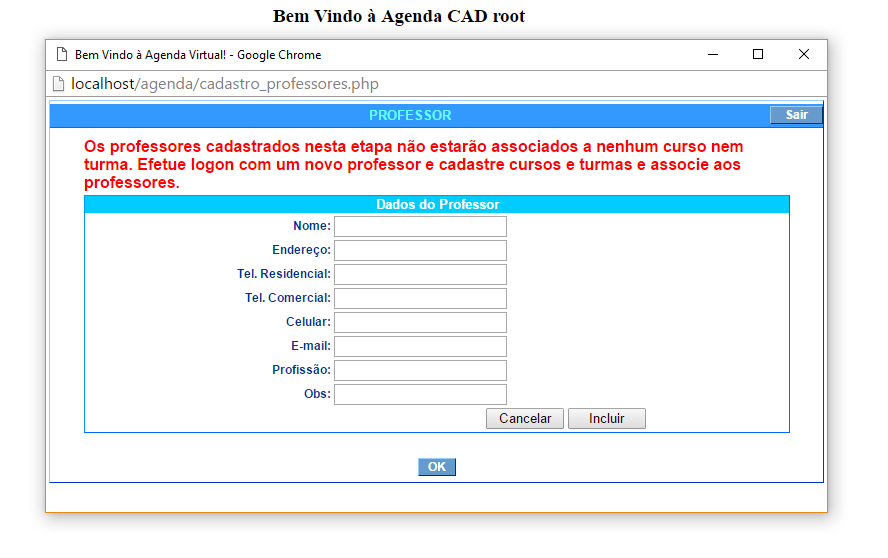 Bem Vindo à Agenda CAD root
Bem Vindo à Agenda Virtual! - Google Chrome
localhost/agenda/cadastro_professores.php
PROFESSOR
Sair
Os professores cadastrados nesta etapa não estarão associados a nenhum curso nem
turma. Efetue logon com um novo professor e cadastre cursos e turmas e associe aos
professores.
Dados do Professor
Nome:
Endereço:
Tel. Residencial:
Tel. Comercial:
Celular:
E-mail:
Profissão:
Obs:
Cancelar Incluir
OK